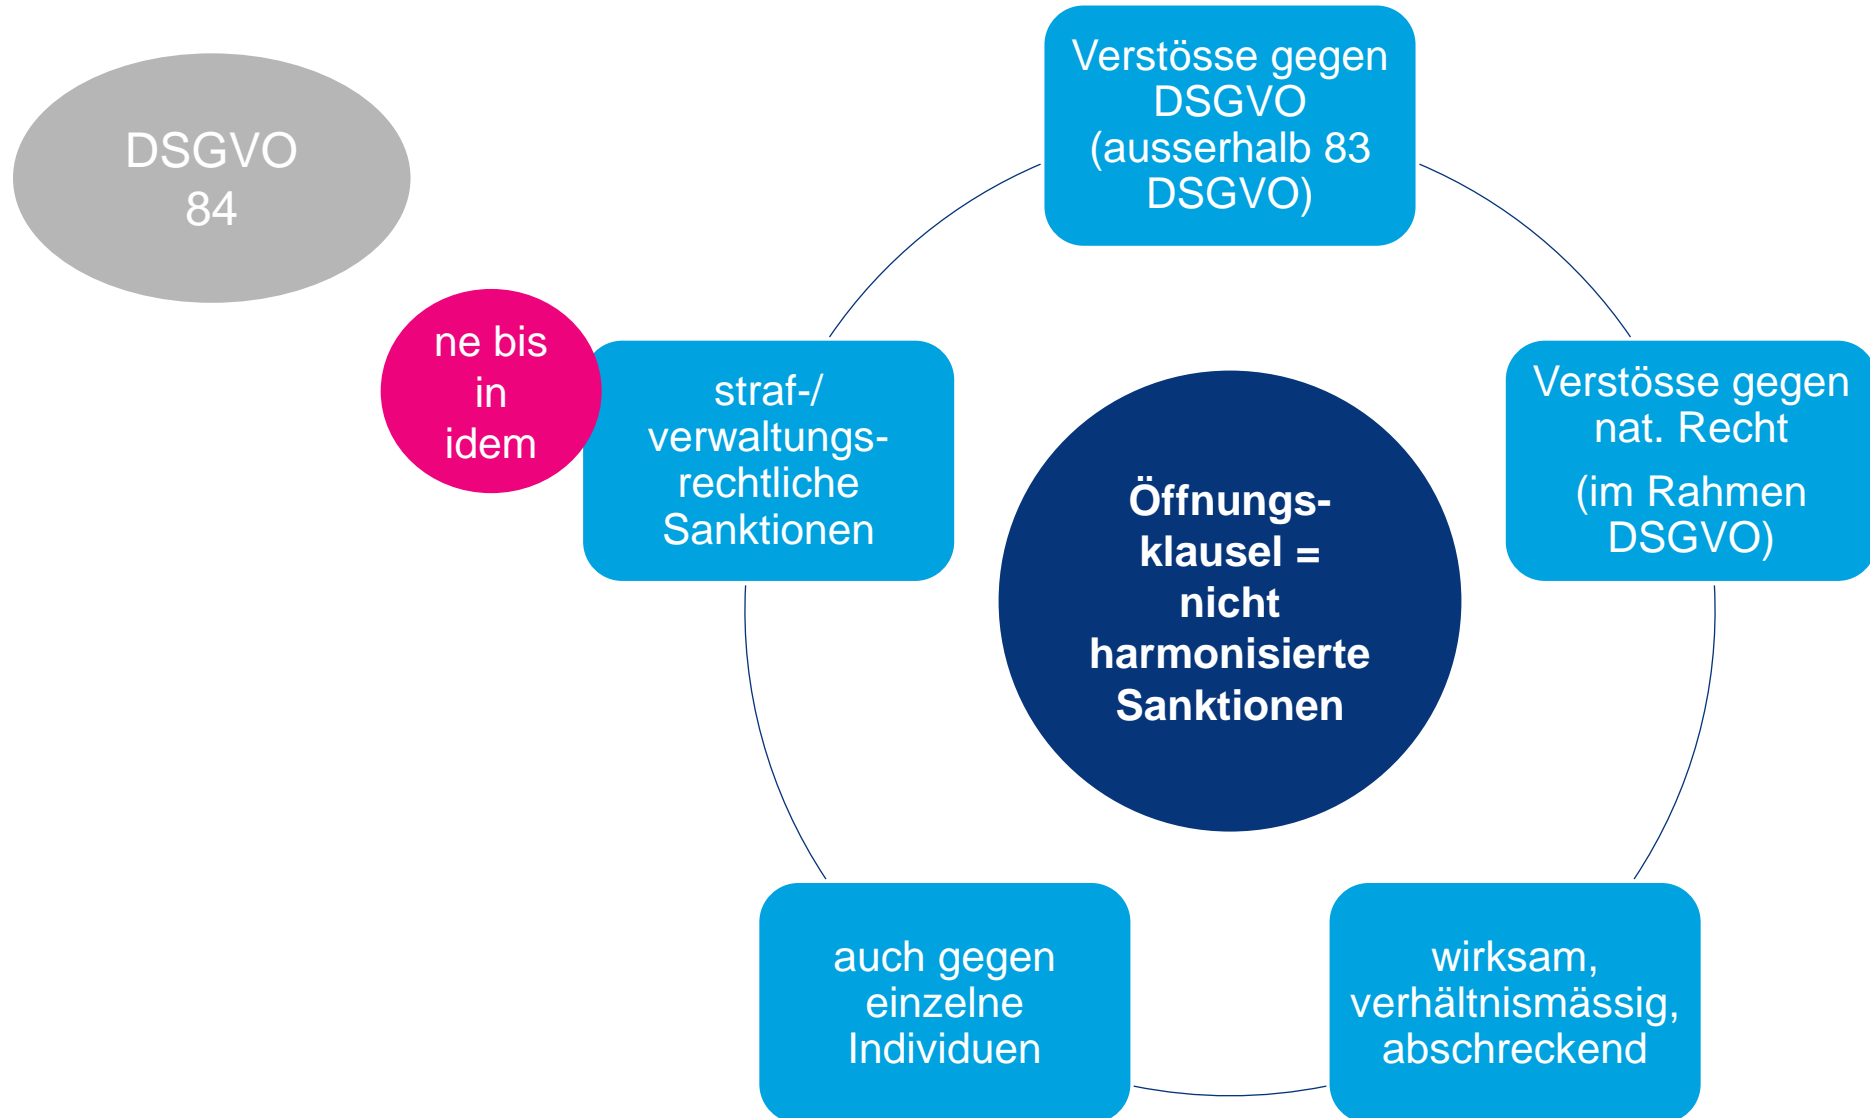 DSGVO
84
Verstösse gegen
DSGVO
(ausserhalb 83
DSGVO)
Verstösse gegen
nat. Recht
(im Rahmen
DSGVO)
wirksam,
verhältnismässig,
abschreckend
auch gegen
einzelne
Individuen
straf-/
verwaltungs-
rechtliche
Sanktionen
ne bis
in
idem
Öffnungs-
klausel =
nicht
harmonisierte
Sanktionen